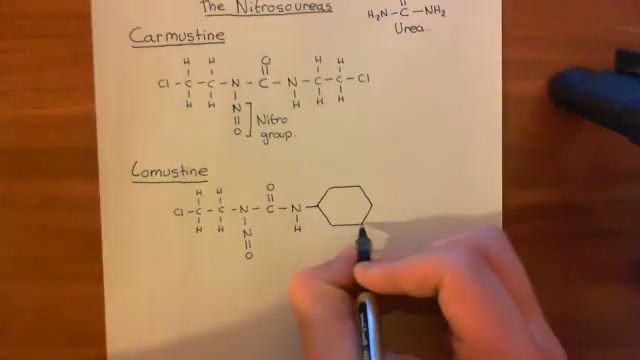 The Nitrosoureas
O
H₂N-C-NH₂
Urea.
Carmustine
H H O H H
Cl-C-C-N-C-N-C-C-Cl
H H N H H H
O
Nitro
group.
Lomustine
H H O
Cl-C-C-N-C-N
H H N H
O